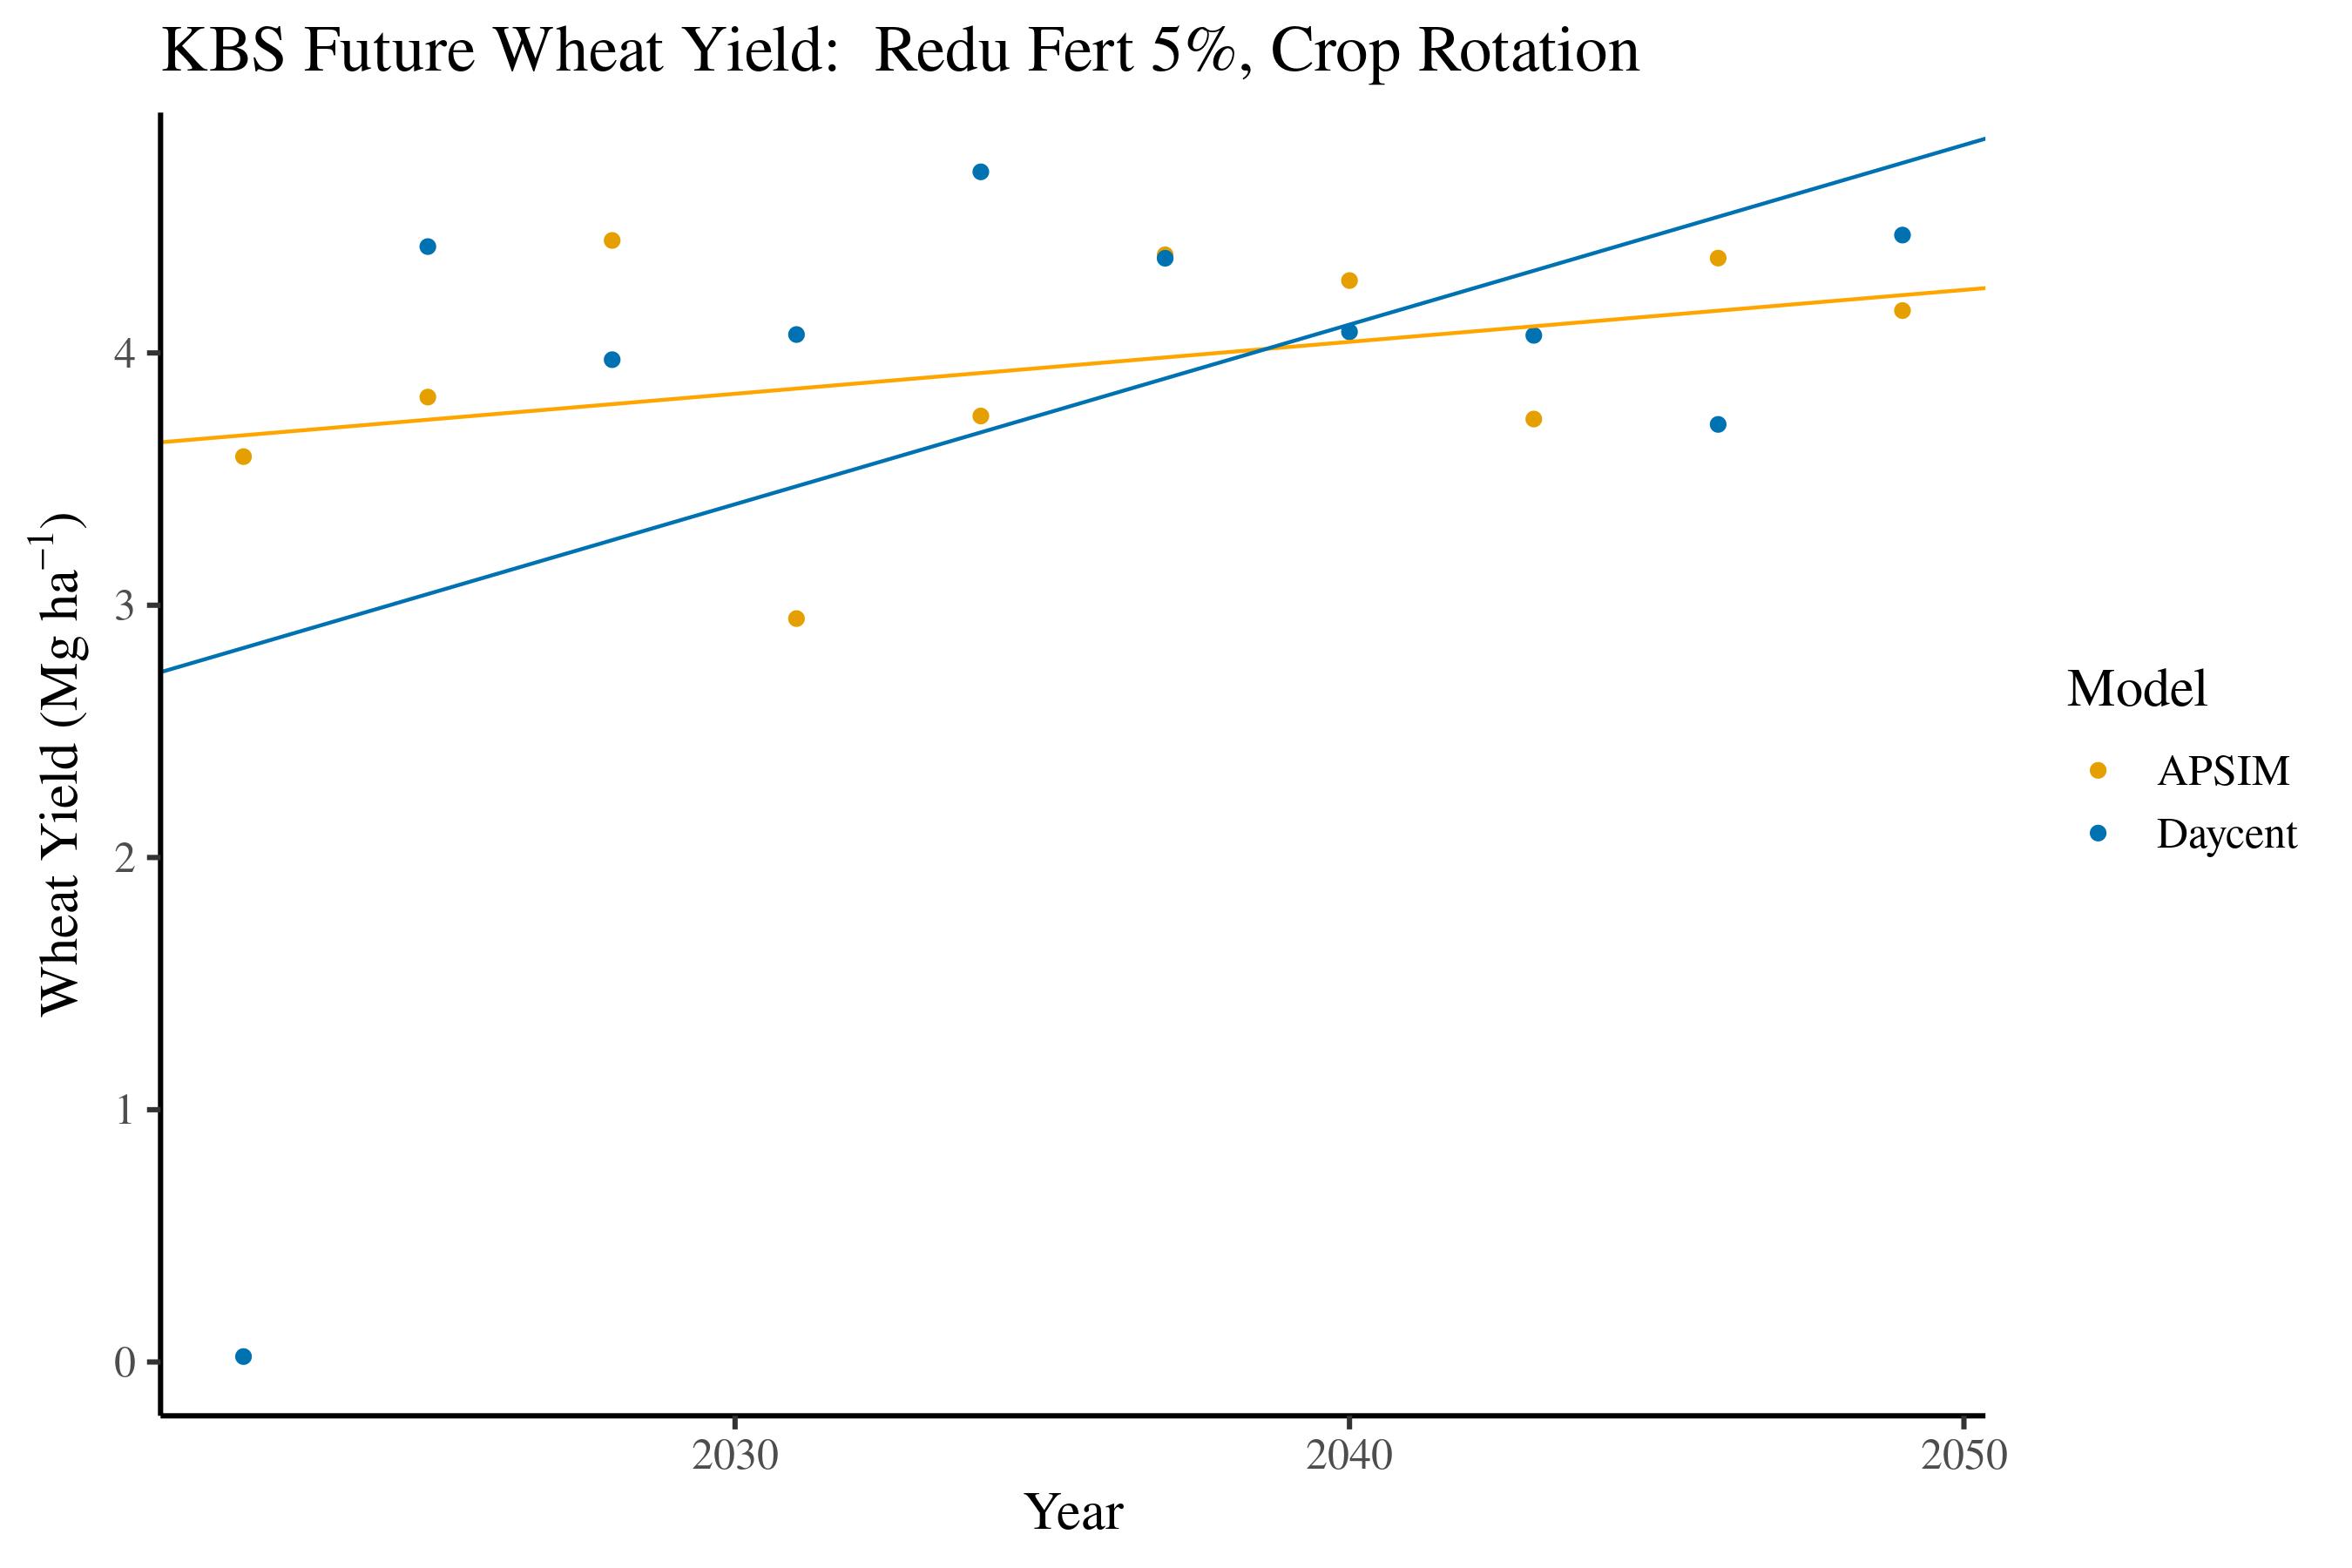 KBS Future Wheat Yield:  Redu Fert 5%, Crop Rotation
Wheat Yield (Mg ha⁻¹)
4
3
2
1
0
2030
2040
2050
Year
Model
APSIM
Daycent